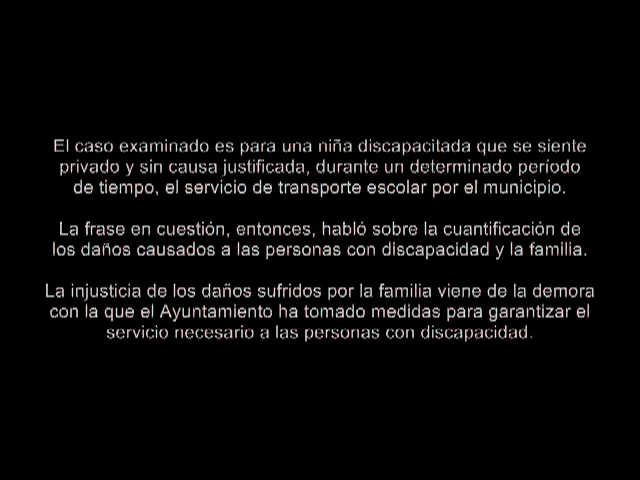 El caso examinado es para una niña discapacitada que se siente
privado y sin causa justificada, durante un determinado período
de tiempo, el servicio de transporte escolar por el municipio.
La frase en cuestión, entonces, habló sobre la cuantificación de
los daños causados a las personas con discapacidad y la familia.
La injusticia de los daños sufridos por la familia viene de la demora
con la que el Ayuntamiento ha tomado medidas para garantizar el
servicio necesario a las personas con discapacidad.